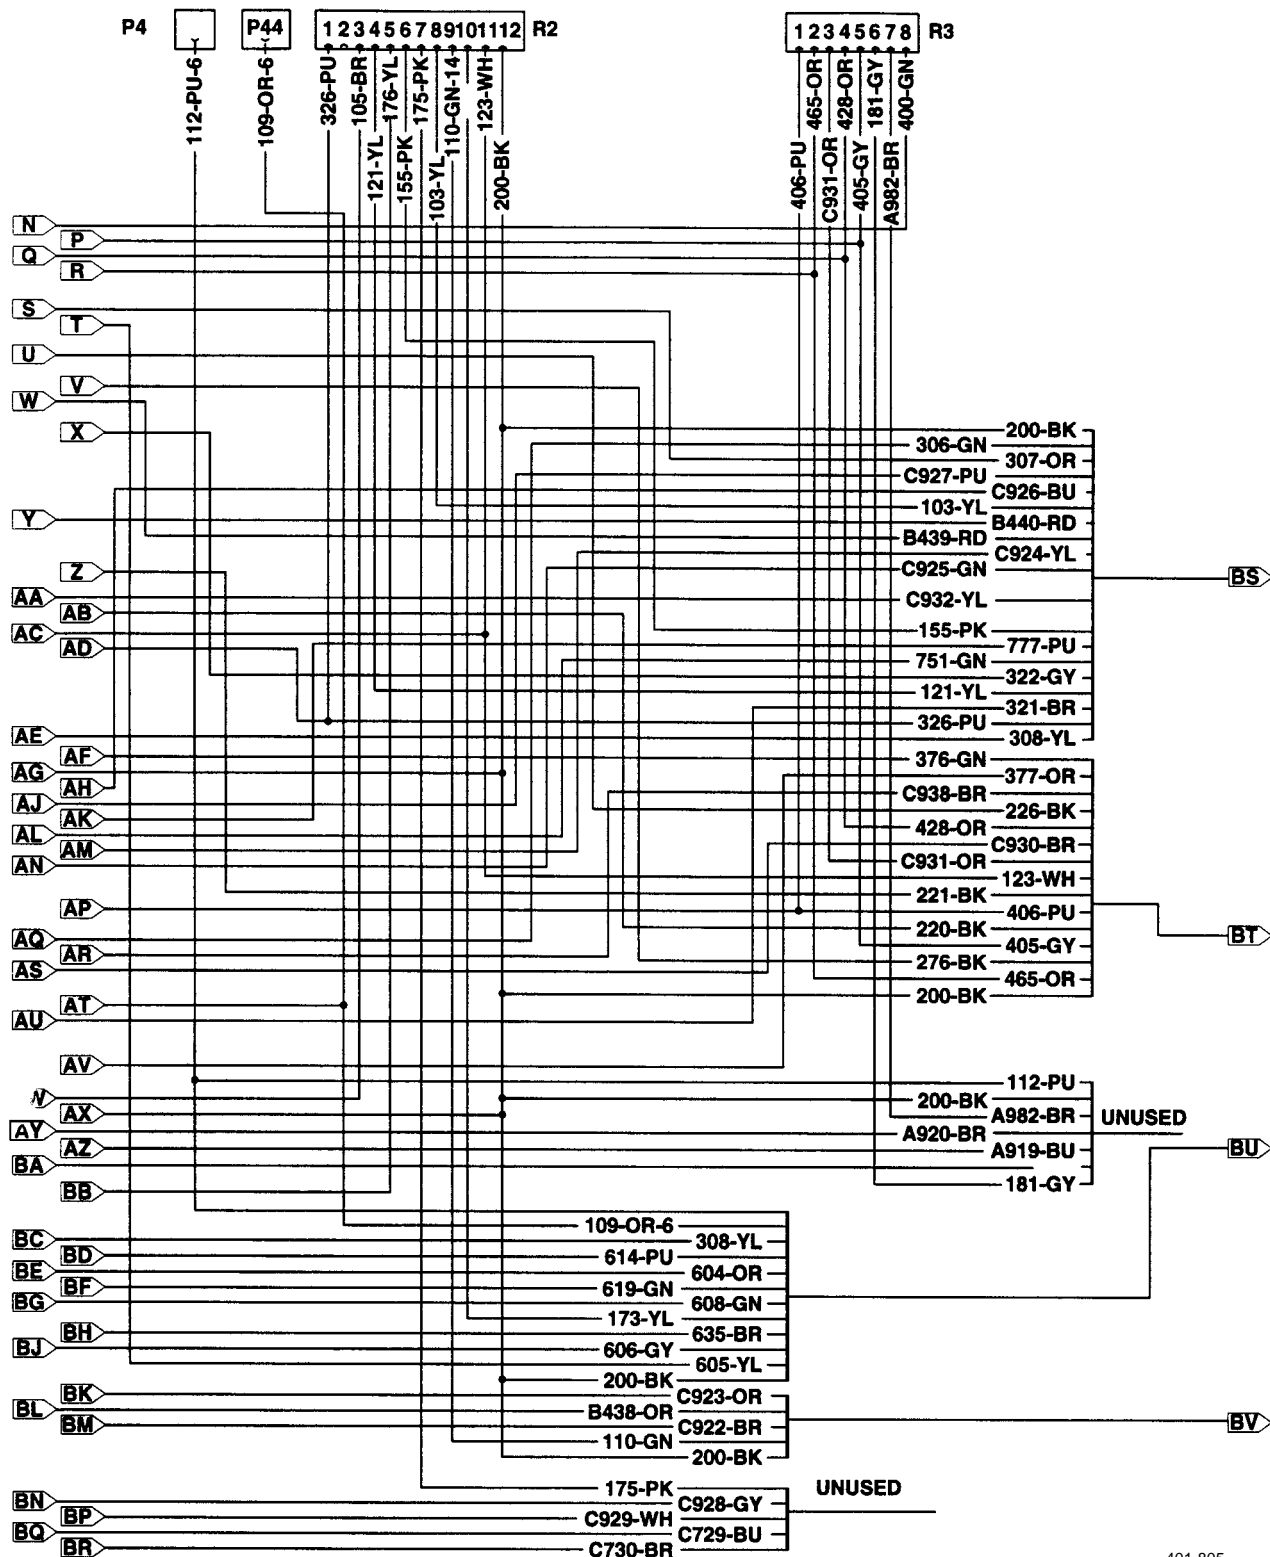 P4
P44
1 2 3 4 5 6 7 8 9 10 11 12
R2
1 2 3 4 5 6 7 8
R3
112-PU-6
109-OR-6
326-PU
105-BR
121-YL
176-YL
155-PK
175-PK
103-YL
110-GN-14
123-WH
200-BK
406-PU
465-OR
C931-OR
428-OR
405-GY
181-GY
A982-BR
400-GN
N
P
Q
R
S
T
U
V
W
X
200-BK
306-GN
307-OR
C927-PU
C926-BU
103-YL
Y
B440-RD
B439-RD
C924-YL
Z
C925-GN
BS
AA
C932-YL
AB
AC
155-PK
AD
777-PU
751-GN
322-GY
121-YL
321-BR
326-PU
AE
308-YL
AF
376-GN
AG
377-OR
AH
C938-BR
AJ
226-BK
AK
428-OR
AL
C930-BR
AM
C931-OR
AN
123-WH
221-BK
AP
406-PU
220-BK
AQ
BT
405-GY
AR
276-BK
AS
465-OR
200-BK
AT
AU
AV
112-PU
200-BK
AX
A982-BR
UNUSED
AY
A920-BR
AZ
A919-BU
BU
BA
181-GY
BB
109-OR-6
BC
308-YL
BD
614-PU
BE
604-OR
BF
619-GN
BG
608-GN
173-YL
BH
635-BR
BJ
606-GY
605-YL
200-BK
BK
C923-OR
BL
B438-OR
BM
C922-BR
BV
110-GN
200-BK
175-PK
UNUSED
BN
C928-GY
BP
C929-WH
BQ
C729-BU
BR
C730-BR